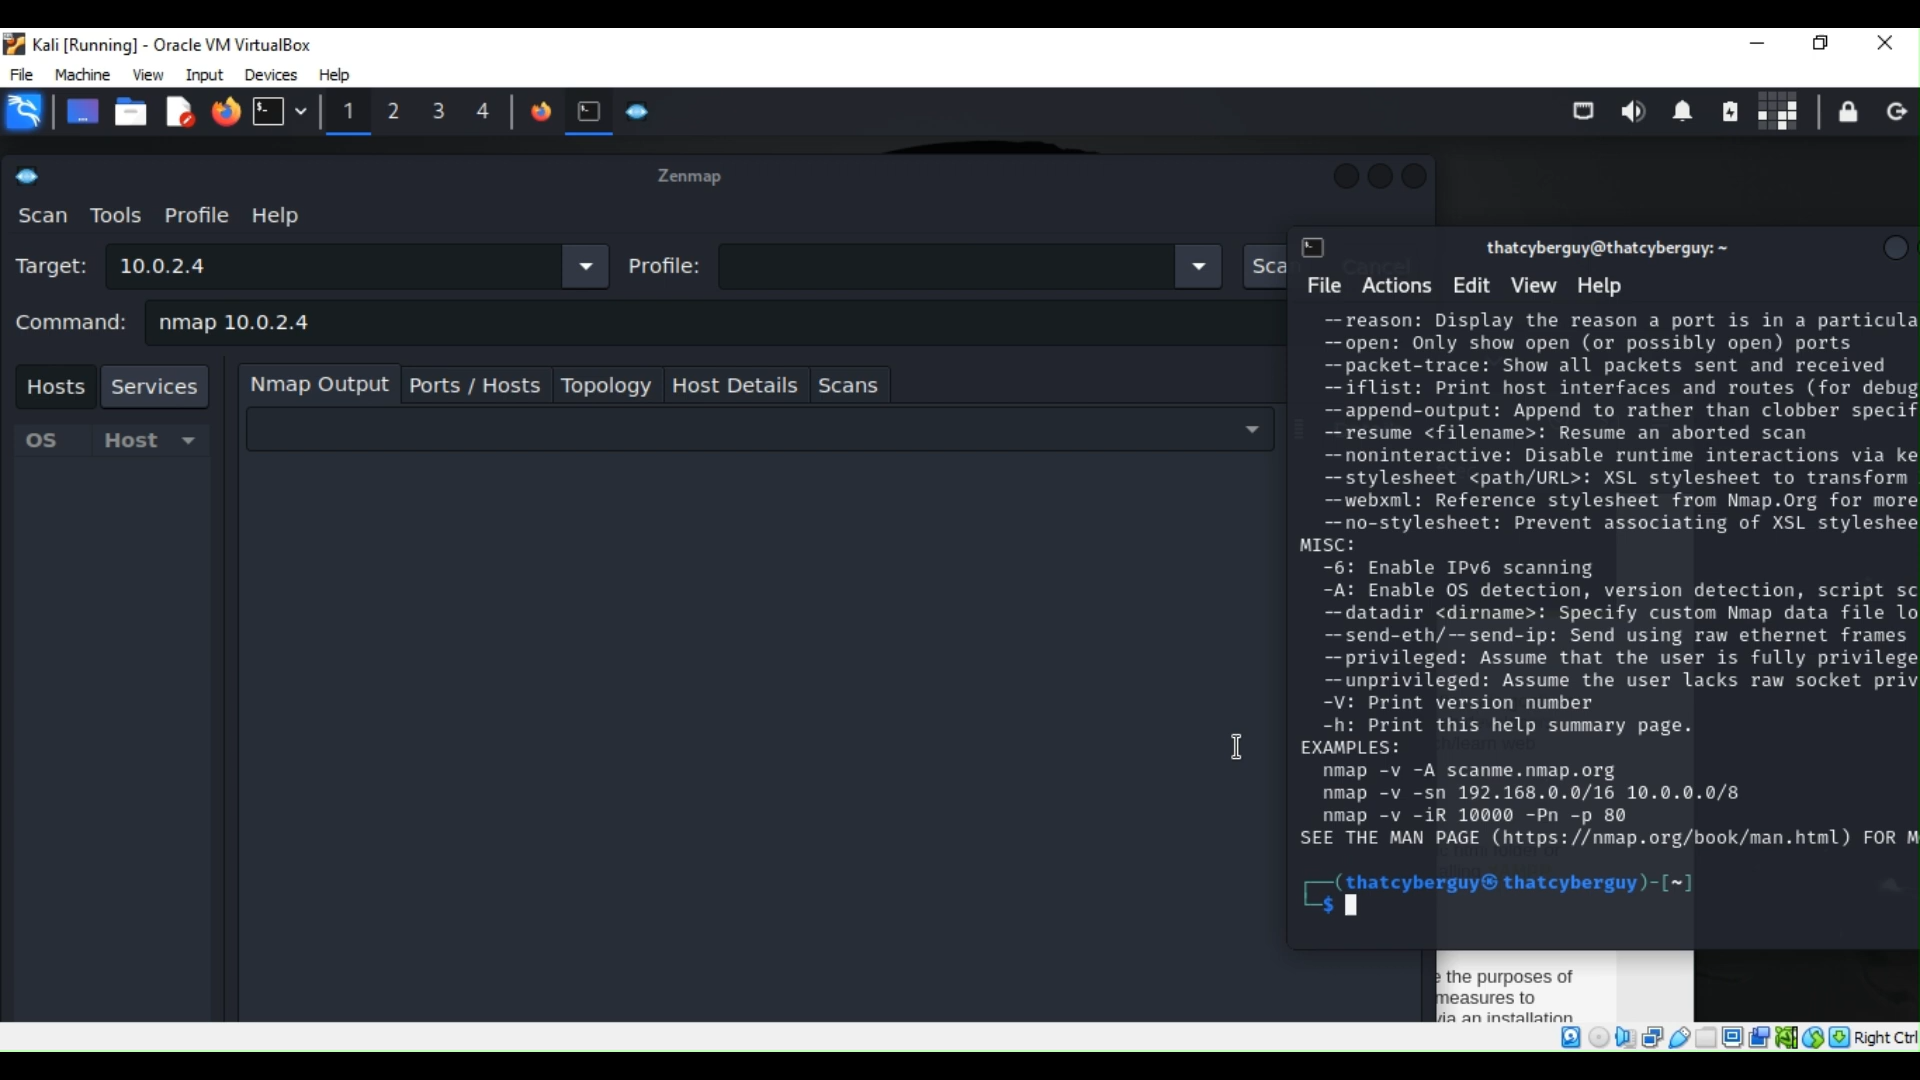 Kali [Running] - Oracle VM VirtualBox
File Machine View Input Devices Help
1 2 3 4
Zenmap
Scan Tools Profile Help
Target: 10.0.2.4 Profile: Scan
Command: nmap 10.0.2.4
Hosts Services
Nmap Output Ports / Hosts Topology Host Details Scans
OS Host
thatcyberguy@thatcyberguy: ~
File Actions Edit View Help
--reason: Display the reason a port is in a particula
--open: Only show open (or possibly open) ports
--packet-trace: Show all packets sent and received
--iflist: Print host interfaces and routes (for debug
--append-output: Append to rather than clobber specif
--resume <filename>: Resume an aborted scan
--noninteractive: Disable runtime interactions via ke
--stylesheet <path/URL>: XSL stylesheet to transform
--webxml: Reference stylesheet from Nmap.Org for more
--no-stylesheet: Prevent associating of XSL styleshee
MISC:
-6: Enable IPv6 scanning
-A: Enable OS detection, version detection, script sc
--datadir <dirname>: Specify custom Nmap data file lo
--send-eth/--send-ip: Send using raw ethernet frames
--privileged: Assume that the user is fully privilege
--unprivileged: Assume the user lacks raw socket priv
-V: Print version number
-h: Print this help summary page.
EXAMPLES:
nmap -v -A scanme.nmap.org
nmap -v -sn 192.168.0.0/16 10.0.0.0/8
nmap -v -iR 10000 -Pn -p 80
SEE THE MAN PAGE (https://nmap.org/book/man.html) FOR M
(thatcyberguy㉿thatcyberguy)-[~]
$
e the purposes of
measures to
via an installation
Right Ctrl